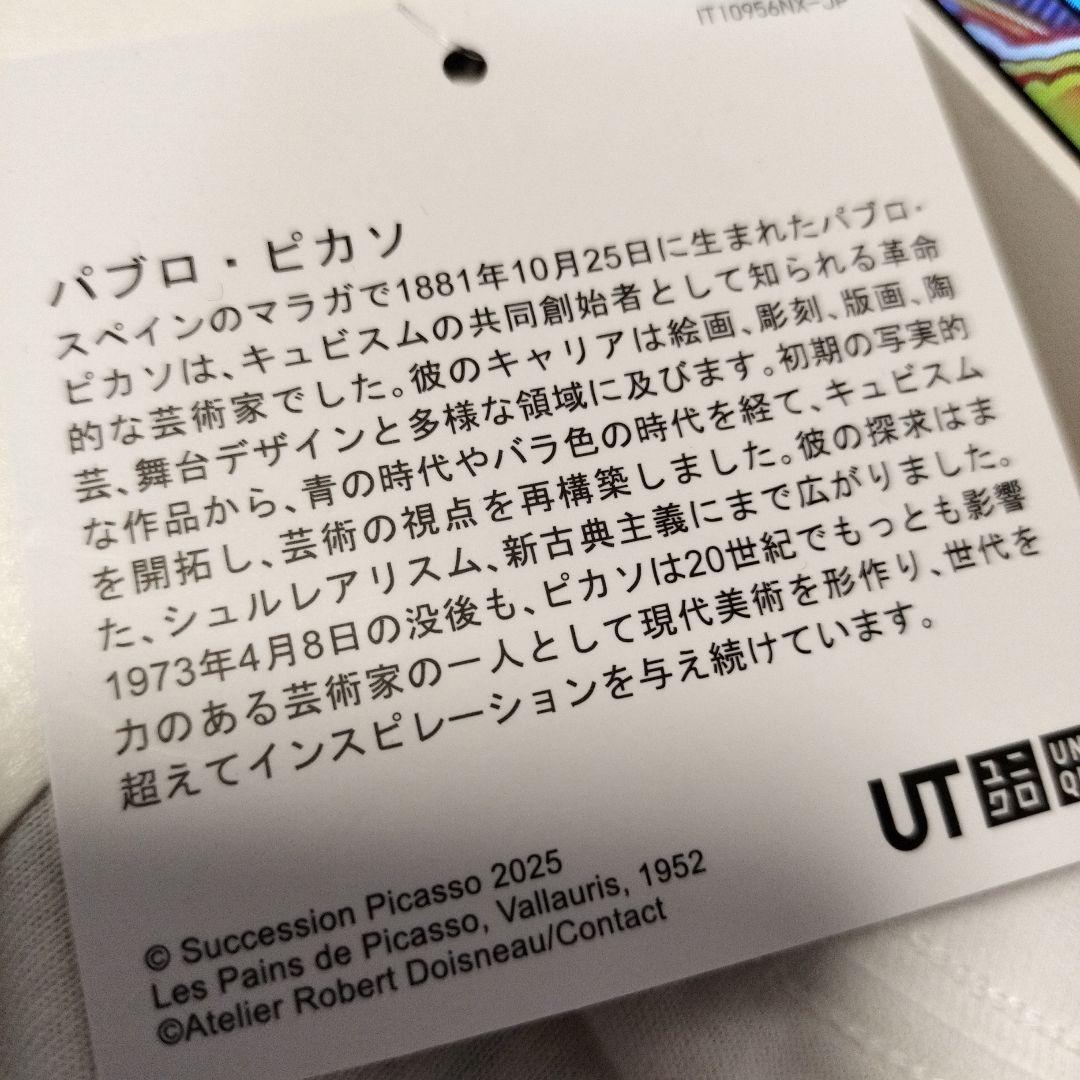 IT10956NX-JP
パブロ・ピカソ
スペインのマラガで1881年10月25日に生まれたパブロ・
ピカソは、キュビスムの共同創始者として知られる革命
的な芸術家でした。彼のキャリアは絵画、彫刻、版画、陶
芸、舞台デザインと多様な領域に及びます。初期の写実的
な作品から、青の時代やバラ色の時代を経て、キュビスム
を開拓し、芸術の視点を再構築しました。彼の探求はま
た、シュルレアリスム、新古典主義にまで広がりました。
1973年4月8日の没後も、ピカソは20世紀でもっとも影響
力のある芸術家の一人として現代美術を形作り、世代を
超えてインスピレーションを与え続けています。
UT ユニクロ UN
Q
© Succession Picasso 2025
Les Pains de Picasso, Vallauris, 1952
©Atelier Robert Doisneau/Contact